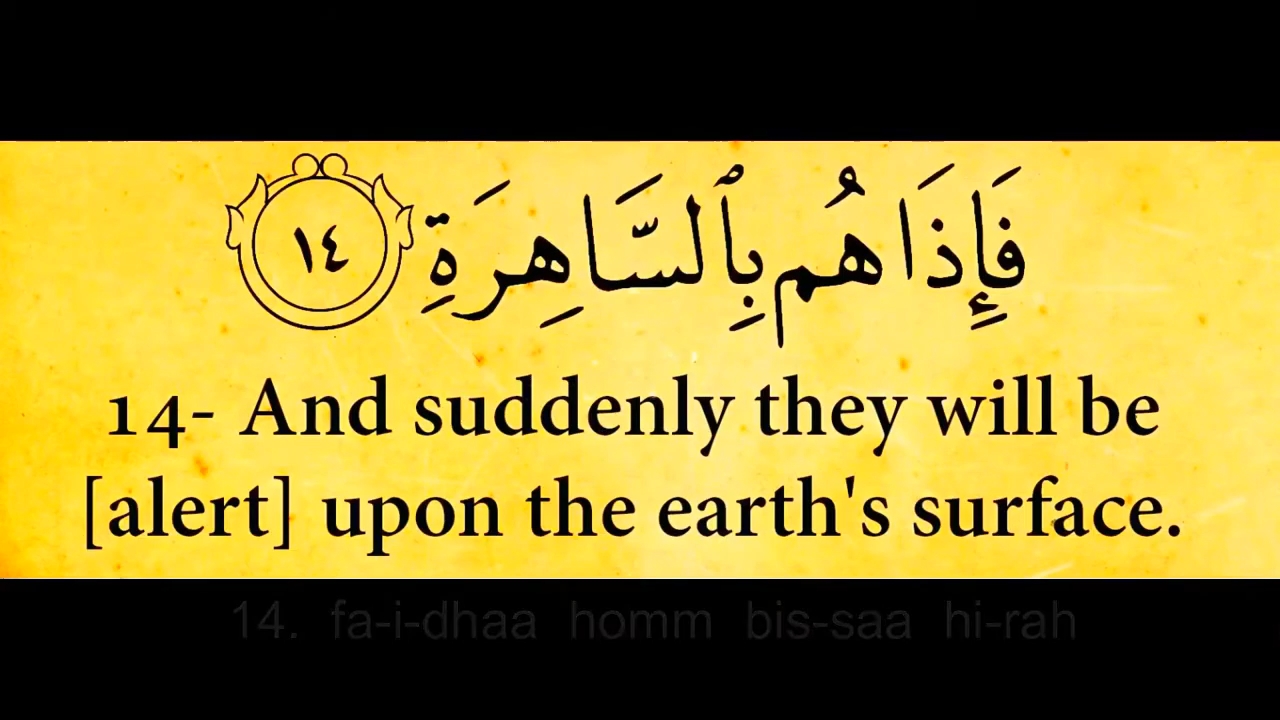 فَإِذَا هُم بِٱلسَّاهِرَةِ ١٤
14- And suddenly they will be
[alert] upon the earth's surface.
14. fa-i-dhaa homm bis-saa hi-rah